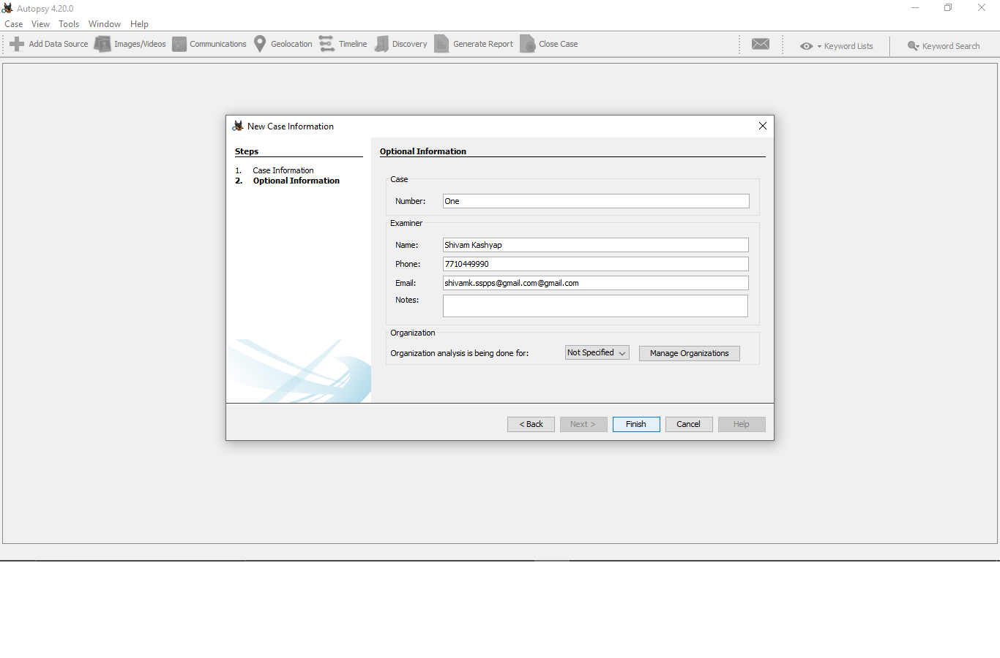 Autopsy 4.20.0
Case View Tools Window Help
Add Data Source Images/Videos Communications Geolocation Timeline Discovery Generate Report Close Case Keyword Lists Keyword Search
New Case Information
Steps
1. Case Information
2. Optional Information
Optional Information
Case
Number: One
Examiner
Name: Shivam Kashyap
Phone: 7710449990
Email: shivamk.sspps@gmail.com@gmail.com
Notes:
Organization
Organization analysis is being done for: Not Specified Manage Organizations
< Back Next > Finish Cancel Help